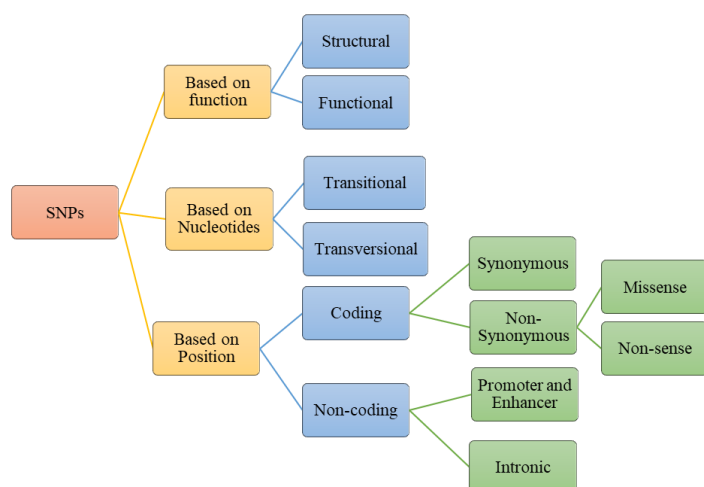 SNPs
Based on
function
Structural
Functional
Based on
Nucleotides
Transitional
Transversional
Based on
Position
Coding
Synonymous
Non-
Synonymous
Missense
Non-sense
Non-coding
Promoter and
Enhancer
Intronic